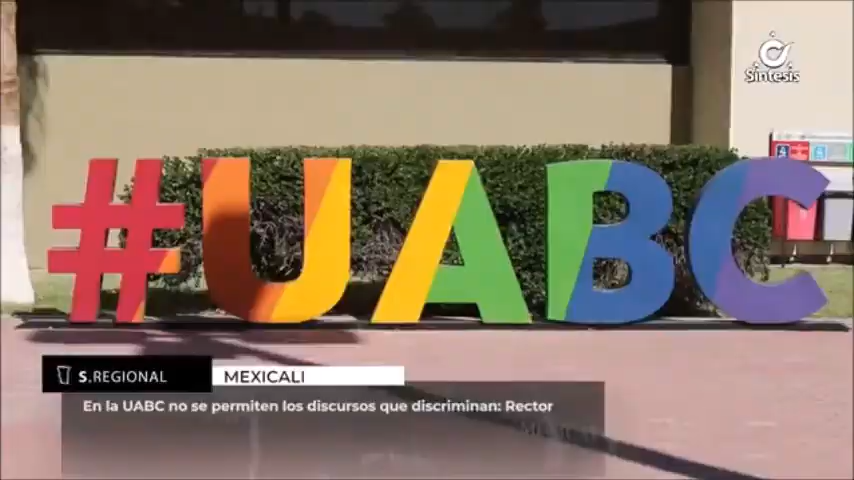 Síntesis
#UABC
S.REGIONAL
MEXICALI
En la UABC no se permiten los discursos que discriminan: Rector